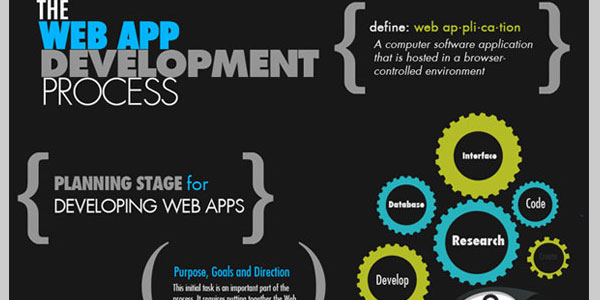 THE
WEB APP
DEVELOPMENT
PROCESS
define: web ap·pli·ca·tion
A computer software application
that is hosted in a browser-
controlled environment
PLANNING STAGE for
DEVELOPING WEB APPS
Interface
Database
Code
Research
Create
Develop
Purpose, Goals and Direction
This initial task is an important part of the
process. It requires putting together the Web